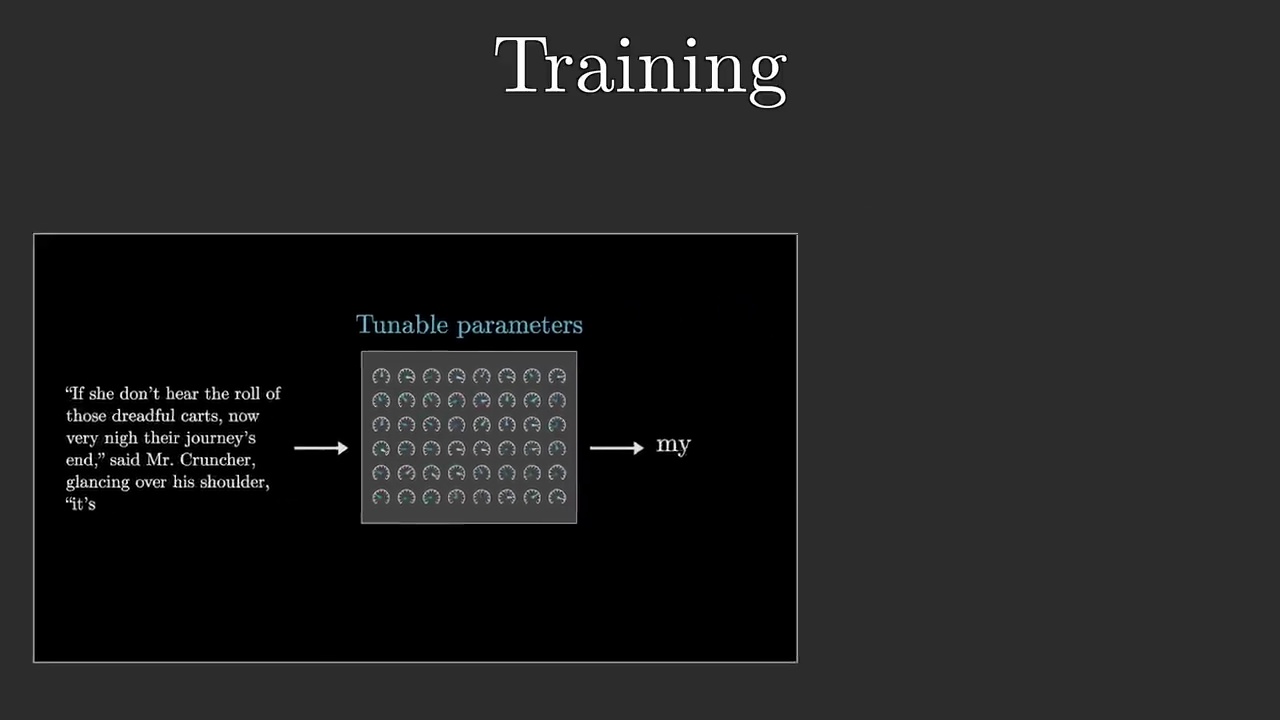 Training
Tunable parameters
“If she don’t hear the roll of
those dreadful carts, now
very nigh their journey’s
end,” said Mr. Cruncher,
glancing over his shoulder,
“it’s
my